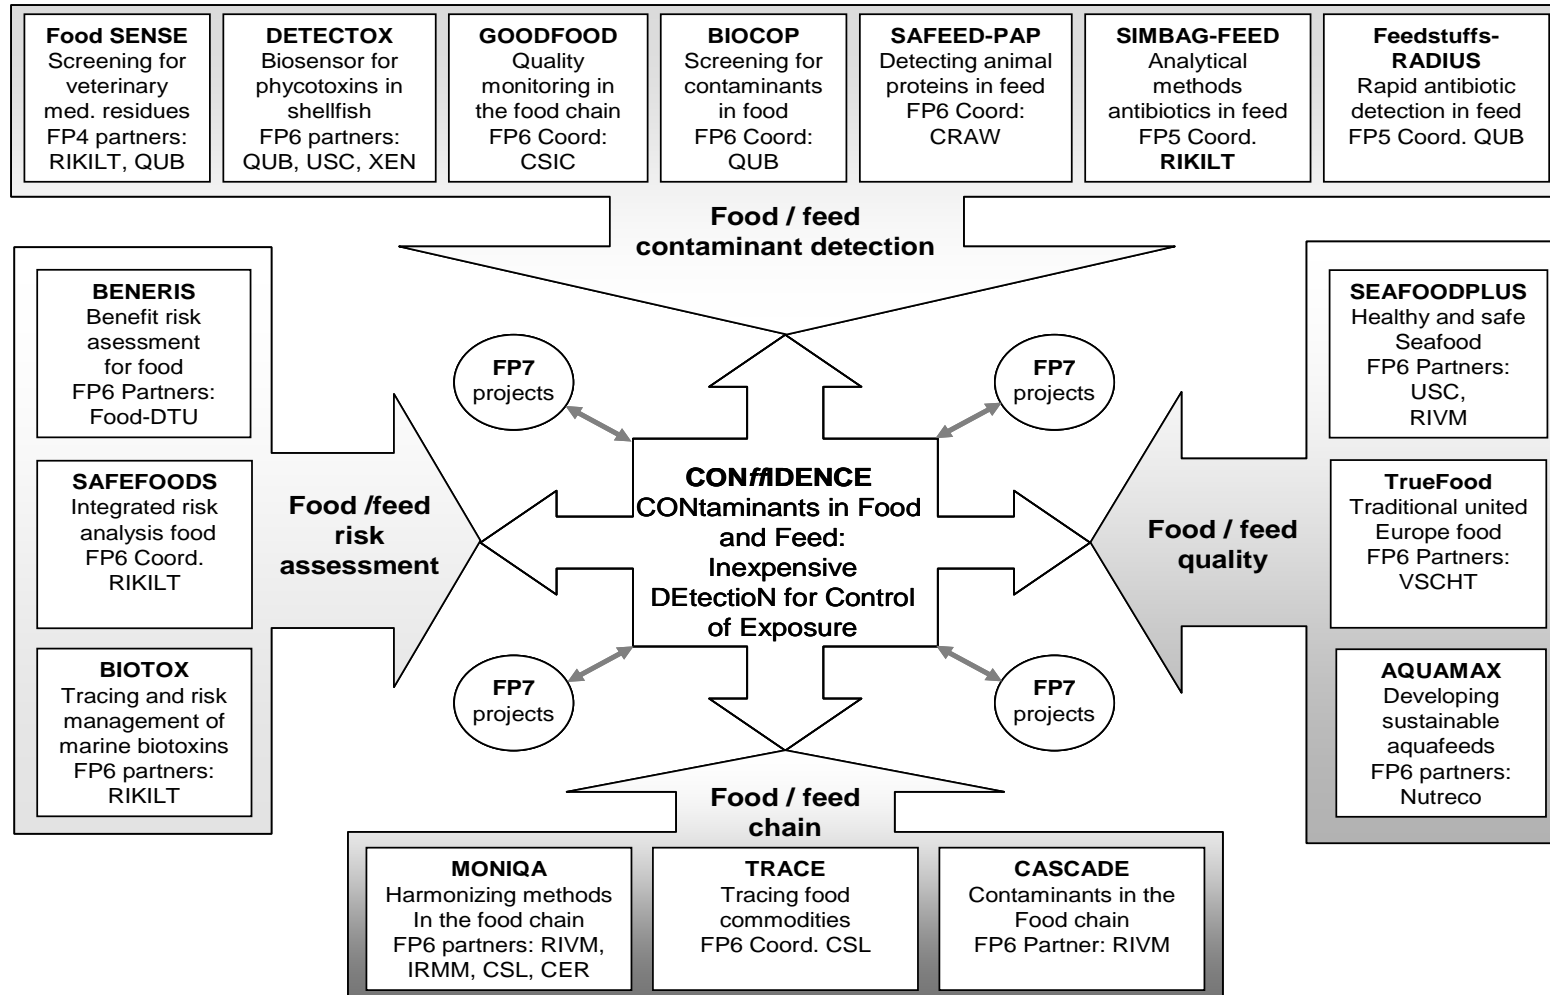 Food SENSE
Screening for
veterinary
med. residues
FP4 partners:
RIKILT, QUB
DETECTOX
Biosensor for
phycotoxins in
shellfish
FP6 partners:
QUB, USC, XEN
GOODFOOD
Quality
monitoring in
the food chain
FP6 Coord:
CSIC
BIOCOP
Screening for
contaminants
in food
FP6 Coord:
QUB
SAFEED-PAP
Detecting animal
proteins in feed
FP6 Coord:
CRAW
SIMBAG-FEED
Analytical
methods
antibiotics in feed
FP5 Coord.
RIKILT
Feedstuffs-
RADIUS
Rapid antibiotic
detection in feed
FP5 Coord. QUB
Food / feed
contaminant detection
BENERIS
Benefit risk
asessment
for food
FP6 Partners:
Food-DTU
SAFEFOODS
Integrated risk
analysis food
FP6 Coord.
RIKILT
BIOTOX
Tracing and risk
management of
marine biotoxins
FP6 partners:
RIKILT
Food /feed
risk
assessment
FP7
projects
FP7
projects
CONffIDENCE
CONtaminants in Food
and Feed:
Inexpensive
DEtectioN for Control
of Exposure
FP7
projects
FP7
projects
Food / feed
quality
SEAFOODPLUS
Healthy and safe
Seafood
FP6 Partners:
USC,
RIVM
TrueFood
Traditional united
Europe food
FP6 Partners:
VSCHT
AQUAMAX
Developing
sustainable
aquafeeds
FP6 partners:
Nutreco
Food / feed
chain
MONIQA
Harmonizing methods
In the food chain
FP6 partners: RIVM,
IRMM, CSL, CER
TRACE
Tracing food
commodities
FP6 Coord. CSL
CASCADE
Contaminants in the
Food chain
FP6 Partner: RIVM